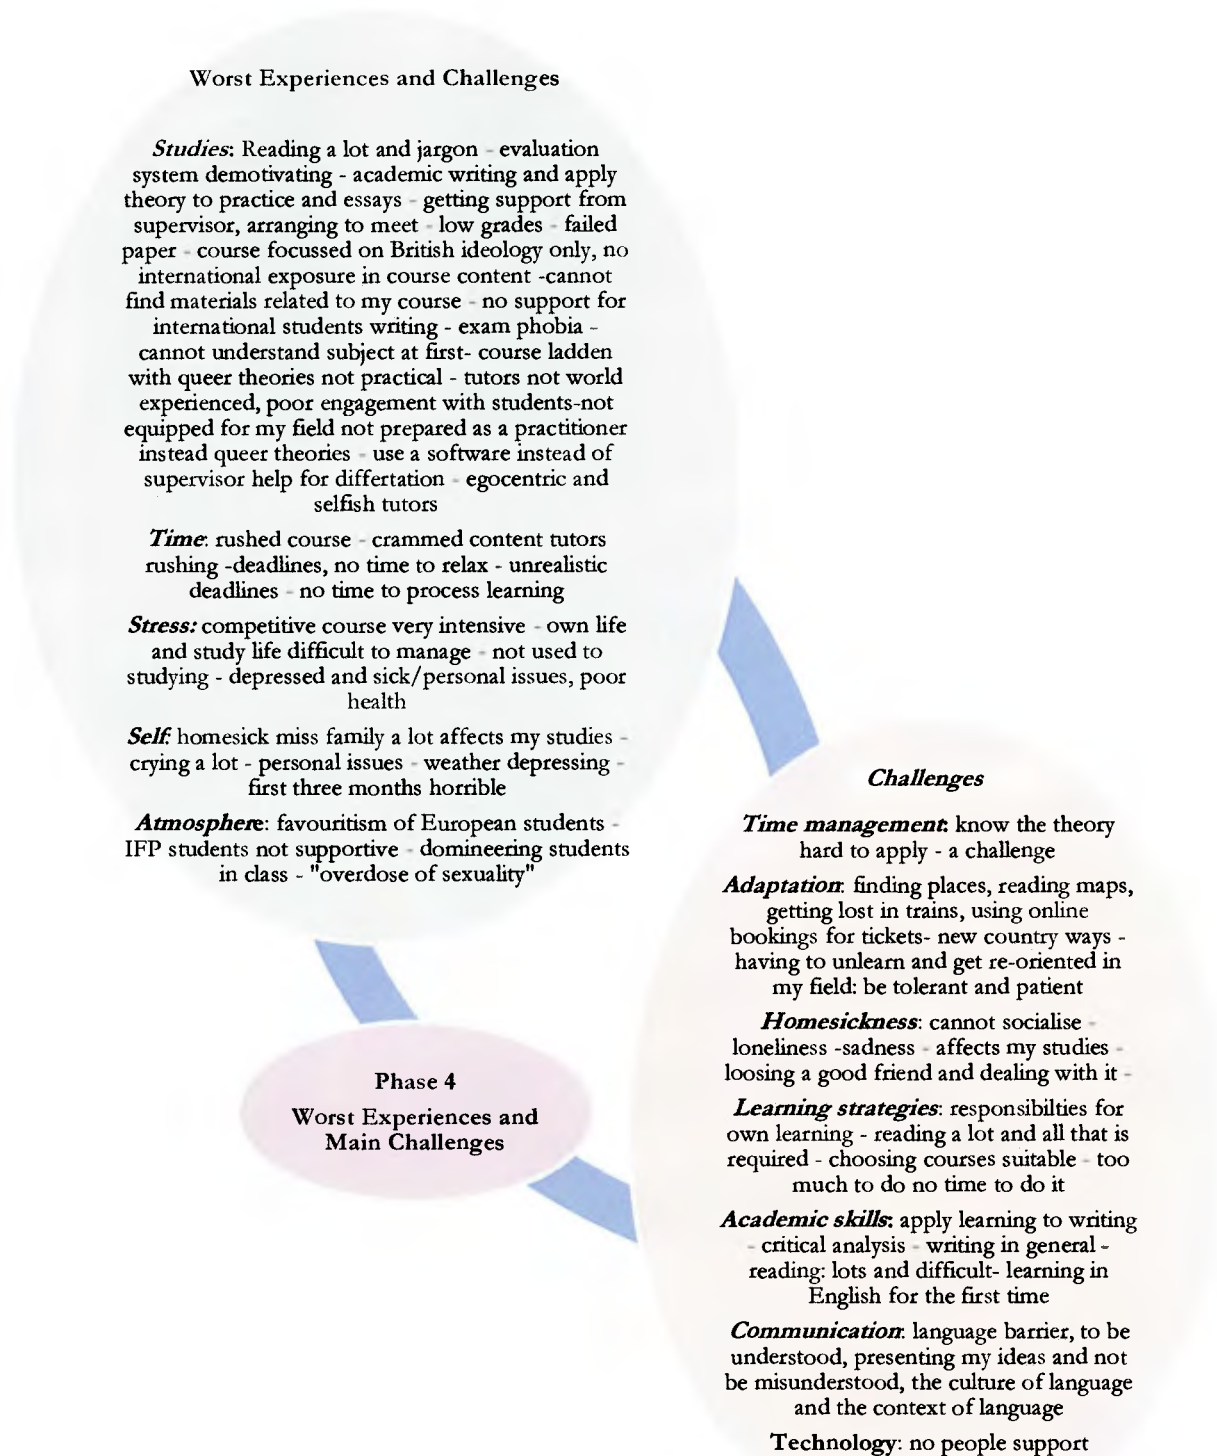 Worst Experiences and Challenges
Studies: Reading a lot and jargon - evaluation
system demotivating - academic writing and apply
theory to practice and essays - getting support from
supervisor, arranging to meet - low grades - failed
paper - course focussed on British ideology only, no
international exposure in course content -cannot
find materials related to my course - no support for
international students writing - exam phobia -
cannot understand subject at first- course ladden
with queer theories not practical - tutors not world
experienced, poor engagement with students-not
equipped for my field not prepared as a practitioner
instead queer theories - use a software instead of
supervisor help for differtation - egocentric and
selfish tutors
Time: rushed course - crammed content tutors
rushing -deadlines, no time to relax - unrealistic
deadlines - no time to process learning
Stress: competitive course very intensive - own life
and study life difficult to manage - not used to
studying - depressed and sick/personal issues, poor
health
Self: homesick miss family a lot affects my studies -
crying a lot - personal issues - weather depressing -
first three months horrible
Atmosphere: favouritism of European students -
IFP students not supportive - domineering students
in class - "overdose of sexuality"
Phase 4
Worst Experiences and
Main Challenges
Challenges
Time management: know the theory
hard to apply - a challenge
Adaptation: finding places, reading maps,
getting lost in trains, using online
bookings for tickets- new country ways -
having to unlearn and get re-oriented in
my field: be tolerant and patient
Homesickness: cannot socialise -
loneliness -sadness - affects my studies -
loosing a good friend and dealing with it -
Learning strategies: responsibilties for
own learning - reading a lot and all that is
required - choosing courses suitable - too
much to do no time to do it
Academic skills: apply learning to writing
- critical analysis - writing in general -
reading: lots and difficult- learning in
English for the first time
Communication: language barrier, to be
understood, presenting my ideas and not
be misunderstood, the culture of language
and the context of language
Technology: no people support